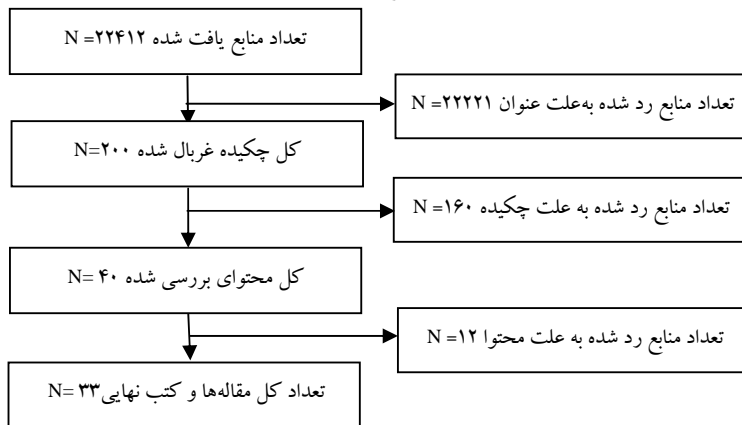 تعداد منابع یافت شده N =۲۲۴۱۲
تعداد منابع رد شده به‌علت عنوان N =۲۲۲۲۱
کل چکیده غربال شده N=۲۰۰
تعداد منابع رد شده به علت چکیده N =۱۶۰
کل محتوای بررسی شده N= ۴۰
تعداد منابع رد شده به علت محتوا N =۱۲
تعداد کل مقاله‌ها و کتب نهایی N= ۳۳